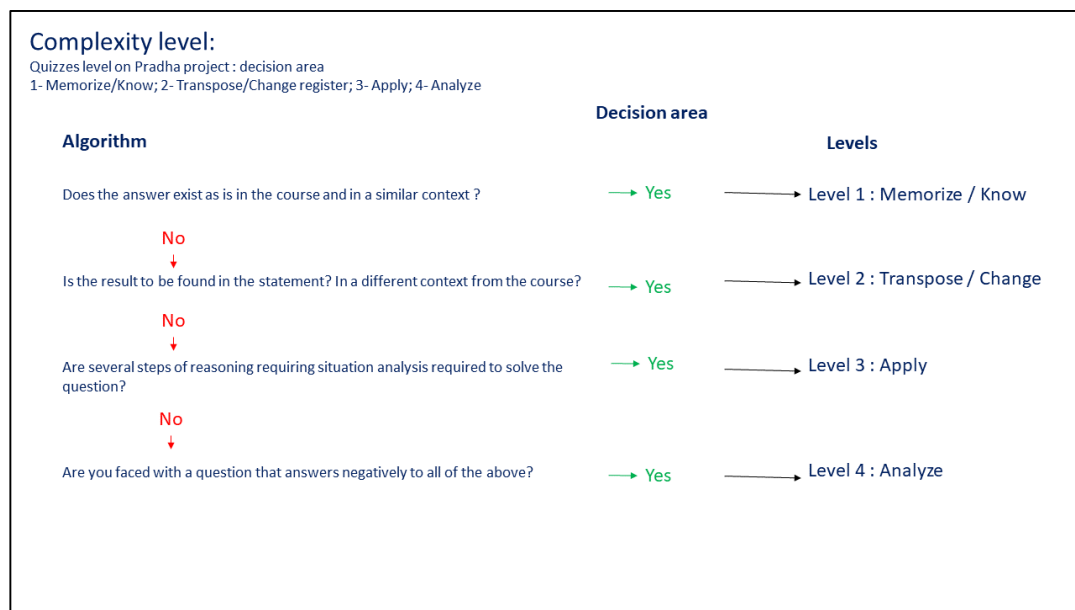 Complexity level:
Quizzes level on Pradha project : decision area
1- Memorize/Know; 2- Transpose/Change register; 3- Apply; 4- Analyze
Decision area
Algorithm
Levels
Does the answer exist as is in the course and in a similar context ?
Yes
Level 1 : Memorize / Know
No
Is the result to be found in the statement? In a different context from the course?
Yes
Level 2 : Transpose / Change
No
Are several steps of reasoning requiring situation analysis required to solve the
question?
Yes
Level 3 : Apply
No
Are you faced with a question that answers negatively to all of the above?
Yes
Level 4 : Analyze